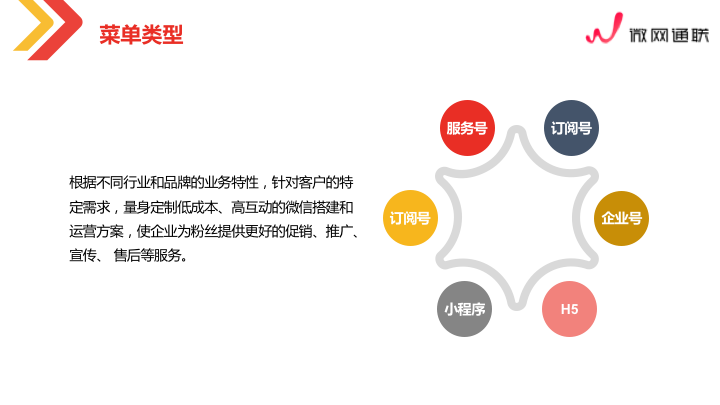 菜单类型
微网通联
服务号
订阅号
根据不同行业和品牌的业务特性，针对客户的特
定需求，量身定制低成本、高互动的微信搭建和
运营方案，使企业为粉丝提供更好的促销、推广、
宣传、 售后等服务。
订阅号
企业号
小程序
H5